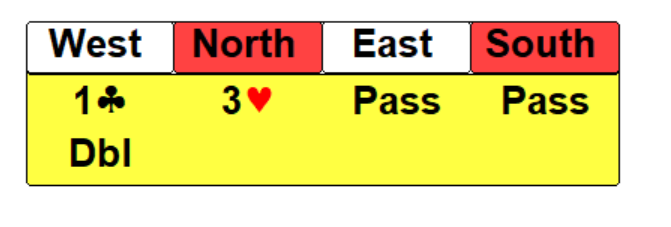 West North East South
1♣ 3♥ Pass Pass
Dbl